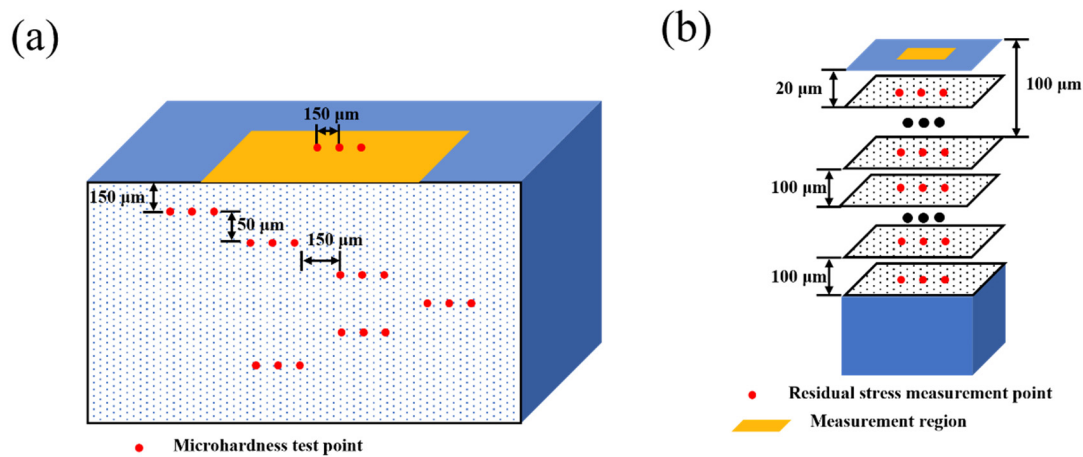 (a)
150 μm
150 μm
50 μm
150 μm
Microhardness test point
(b)
20 μm
100 μm
100 μm
100 μm
Residual stress measurement point
Measurement region